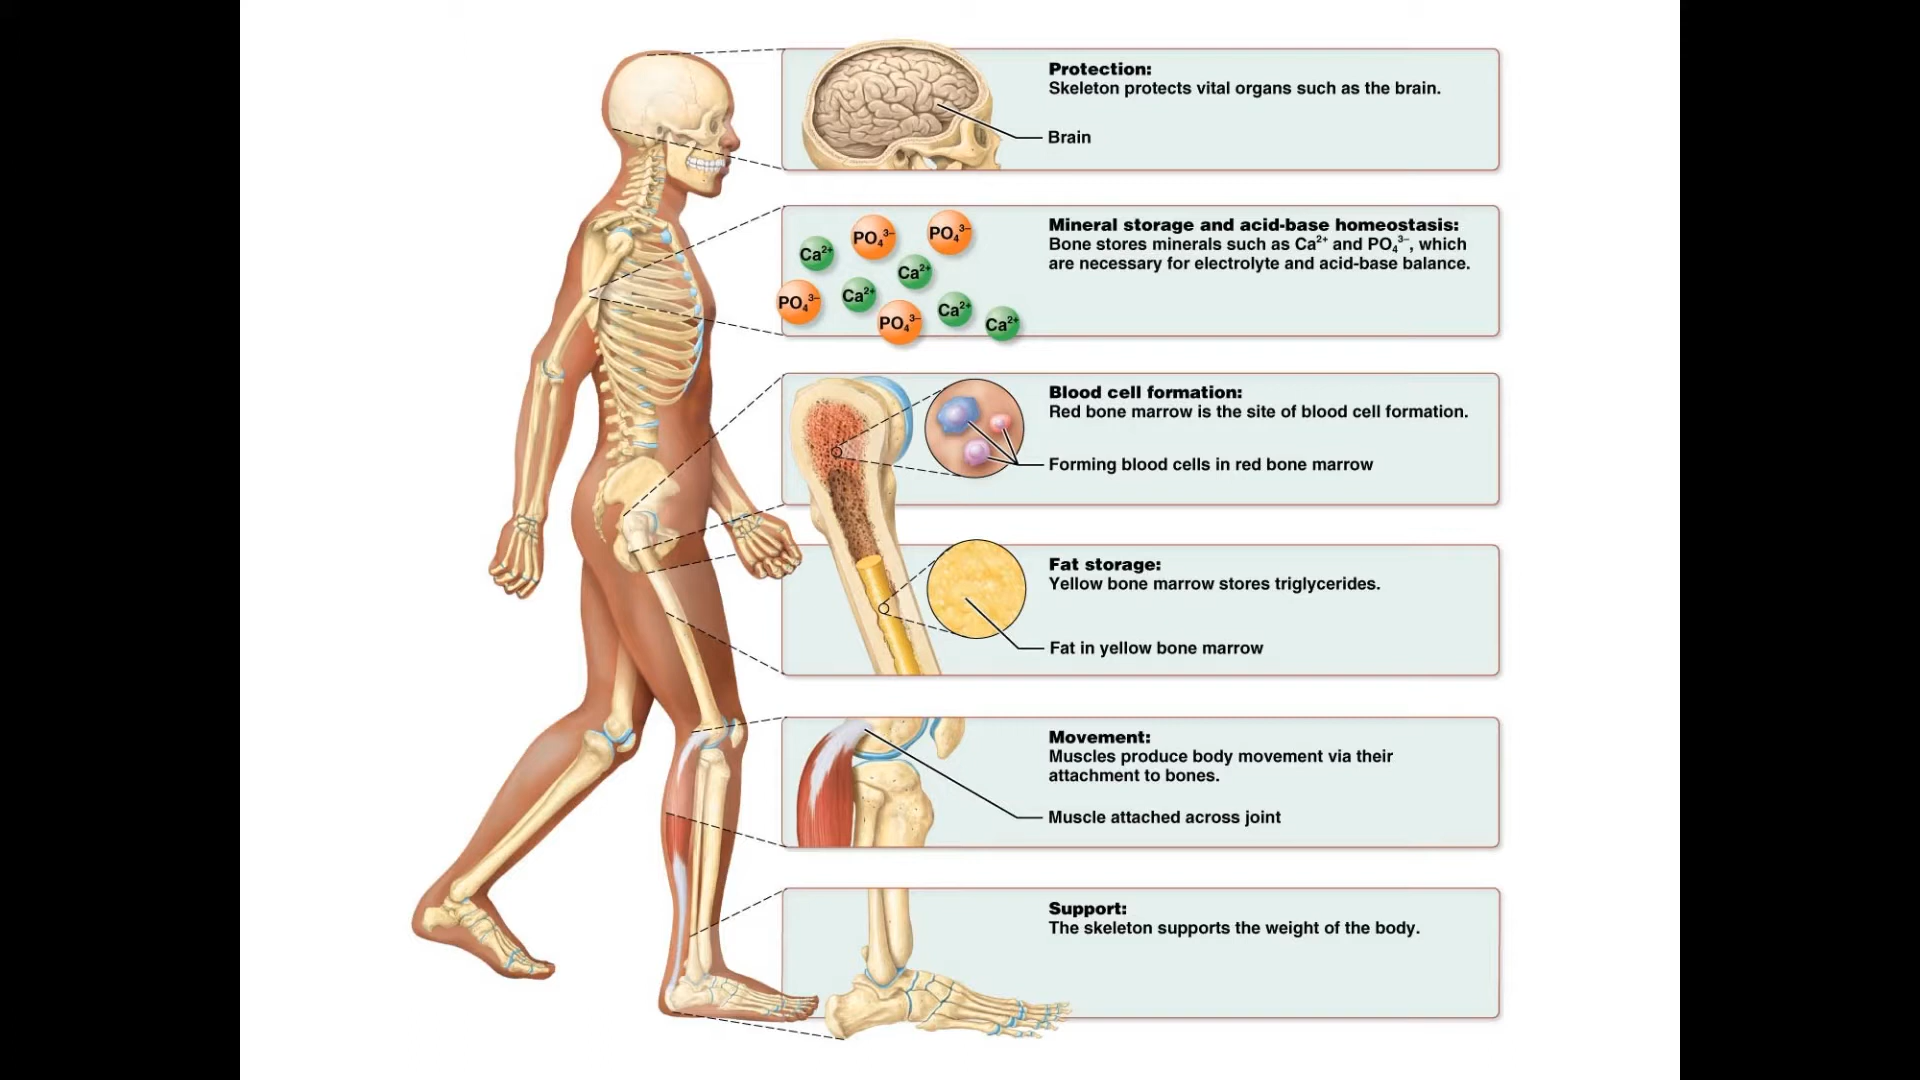 Protection:
Skeleton protects vital organs such as the brain.
Brain
Mineral storage and acid-base homeostasis:
Bone stores minerals such as Ca²⁺ and PO₄³⁻, which
are necessary for electrolyte and acid-base balance.
PO₄³⁻
PO₄³⁻
Ca²⁺
Ca²⁺
PO₄³⁻
Ca²⁺
Ca²⁺
PO₄³⁻
Ca²⁺
Blood cell formation:
Red bone marrow is the site of blood cell formation.
Forming blood cells in red bone marrow
Fat storage:
Yellow bone marrow stores triglycerides.
Fat in yellow bone marrow
Movement:
Muscles produce body movement via their
attachment to bones.
Muscle attached across joint
Support:
The skeleton supports the weight of the body.